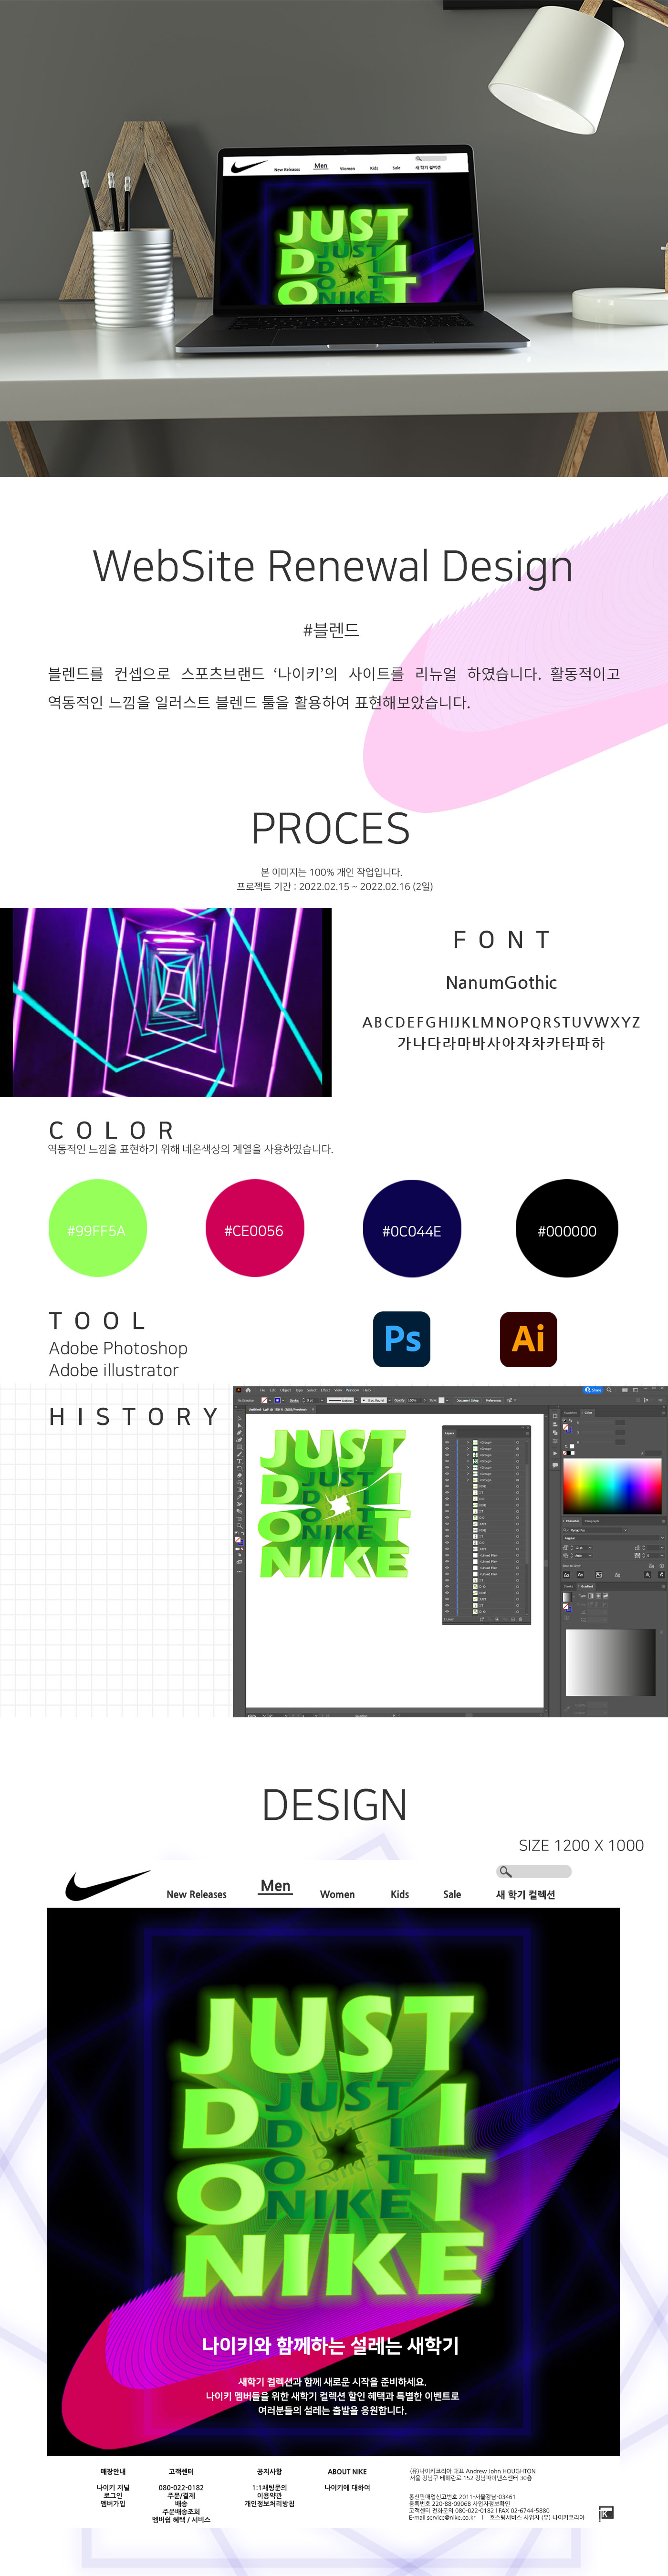 New Releases Men Women Kids Sale 새 학기 컬렉션
JUST
JUST
D I
D I
O T
O T
NIKE
MacBook Pro
WebSite Renewal Design
#블렌드
블렌드를 컨셉으로 스포츠브랜드 ‘나이키’의 사이트를 리뉴얼 하였습니다. 활동적이고
역동적인 느낌을 일러스트 블렌드 툴을 활용하여 표현해보았습니다.
PROCES
본 이미지는 100% 개인 작업입니다.
프로젝트 기간 : 2022.02.15 ~ 2022.02.16 (2일)
FONT
NanumGothic
ABCDEFGHIJKLMNOPQRSTUVWXYZ
가나다라마바사아자차카타파하
COLOR
역동적인 느낌을 표현하기 위해 네온색상의 계열을 사용하였습니다.
#99FF5A
#CE0056
#0C044E
#000000
TOOL
Adobe Photoshop
Adobe illustrator
Ps
Ai
HISTORY
File Edit Object Type Select Effect View Window Help
Share
JUST
JUST
D I
D I
O T
O T
NIKE
NIKE
Layers
DESIGN
SIZE 1200 X 1000
New Releases Men Women Kids Sale 새 학기 컬렉션
JUST
JUST
JUST
D I
D I
D I
O T
O T
O T
NIKE
NIKE
NIKE
나이키와 함께하는 설레는 새학기
새학기 컬렉션과 함께 새로운 시작을 준비하세요.
나이키 멤버들을 위한 새학기 컬렉션 할인 혜택과 특별한 이벤트로
여러분들의 설레는 출발을 응원합니다.
매장안내
나이키 저널
로그인
멤버가입
고객센터
080-022-0182
주문/결제
배송
주문배송조회
멤버쉽 혜택 / 서비스
공지사항
1:1채팅문의
이용약관
개인정보처리방침
ABOUT NIKE
나이키에 대하여
(유)나이키코리아 대표 Andrew John HOUGHTON
서울 강남구 테헤란로 152 강남파이낸스센터 30층
통신판매업신고번호 2011-서울강남-03461
등록번호 220-88-09068 사업자정보확인
고객센터 전화문의 080-022-0182 I FAX 02-6744-5880
E-mail service@nike.co.kr I 호스팅서비스 사업자 (유) 나이키코리아